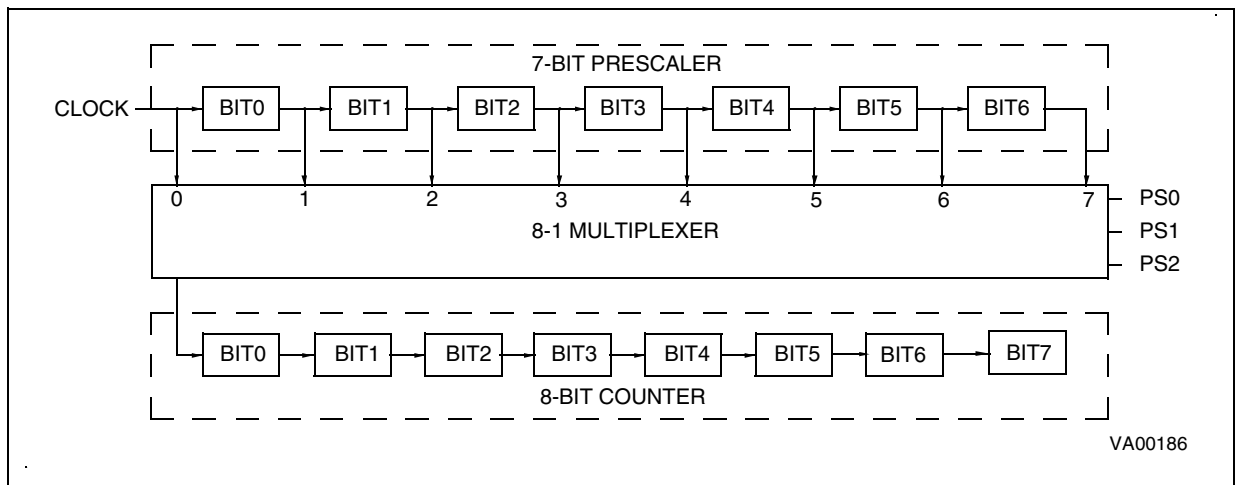 7-BIT PRESCALER
CLOCK BIT0 BIT1 BIT2 BIT3 BIT4 BIT5 BIT6
0 1 2 3 4 5 6 7
PS0
8-1 MULTIPLEXER PS1
PS2
BIT0 BIT1 BIT2 BIT3 BIT4 BIT5 BIT6 BIT7
8-BIT COUNTER
VA00186